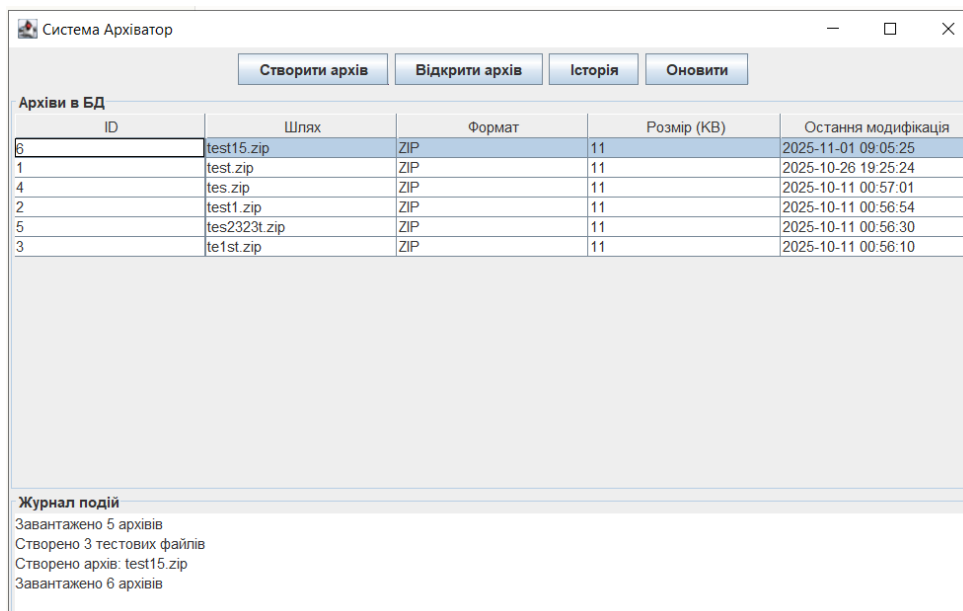 Система Архіватор
Створити архів Відкрити архів Історія Оновити
Архіви в БД
ID Шлях Формат Розмір (КВ) Остання модифікація
6 test15.zip ZIP 11 2025-11-01 09:05:25
1 test.zip ZIP 11 2025-10-26 19:25:24
4 tes.zip ZIP 11 2025-10-11 00:57:01
2 test1.zip ZIP 11 2025-10-11 00:56:54
5 tes2323t.zip ZIP 11 2025-10-11 00:56:30
3 te1st.zip ZIP 11 2025-10-11 00:56:10
Журнал подій
Завантажено 5 архівів
Створено 3 тестових файлів
Створено архів: test15.zip
Завантажено 6 архівів